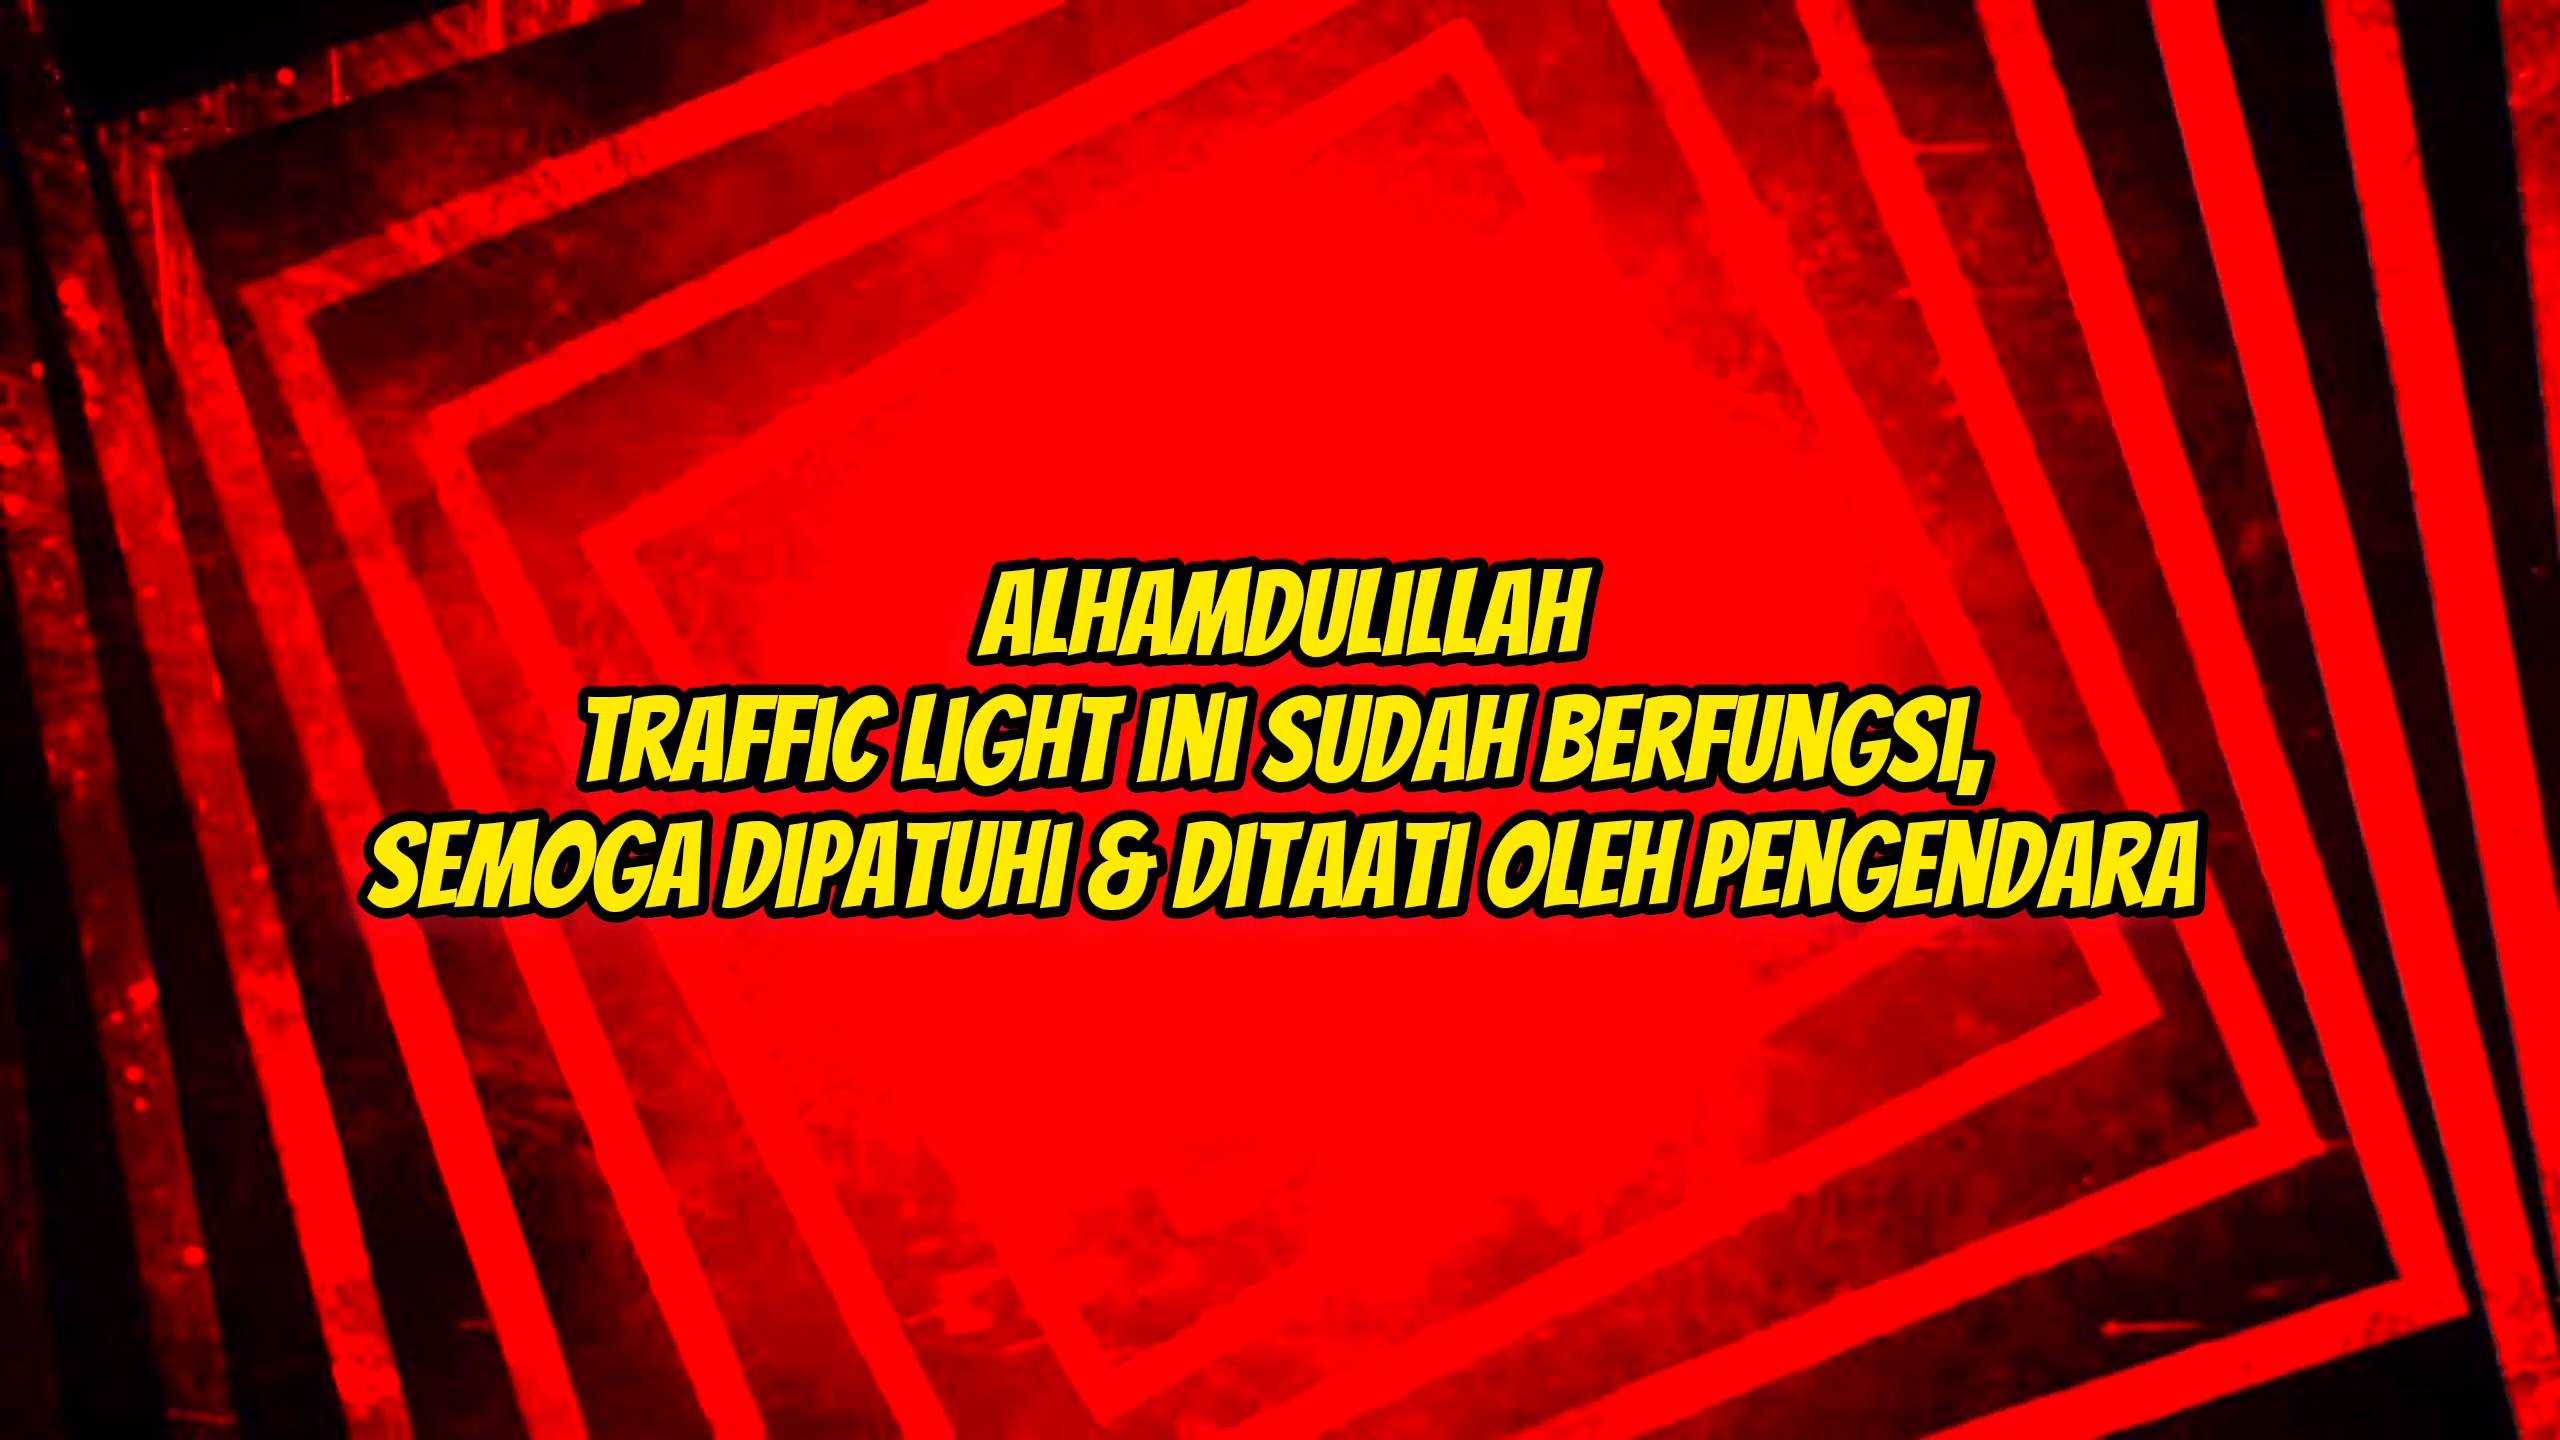 ALHAMDULILLAH
TRAFFIC LIGHT INI SUDAH BERFUNGSI,
SEMOGA DIPATUHI & DITAATI OLEH PENGENDARA